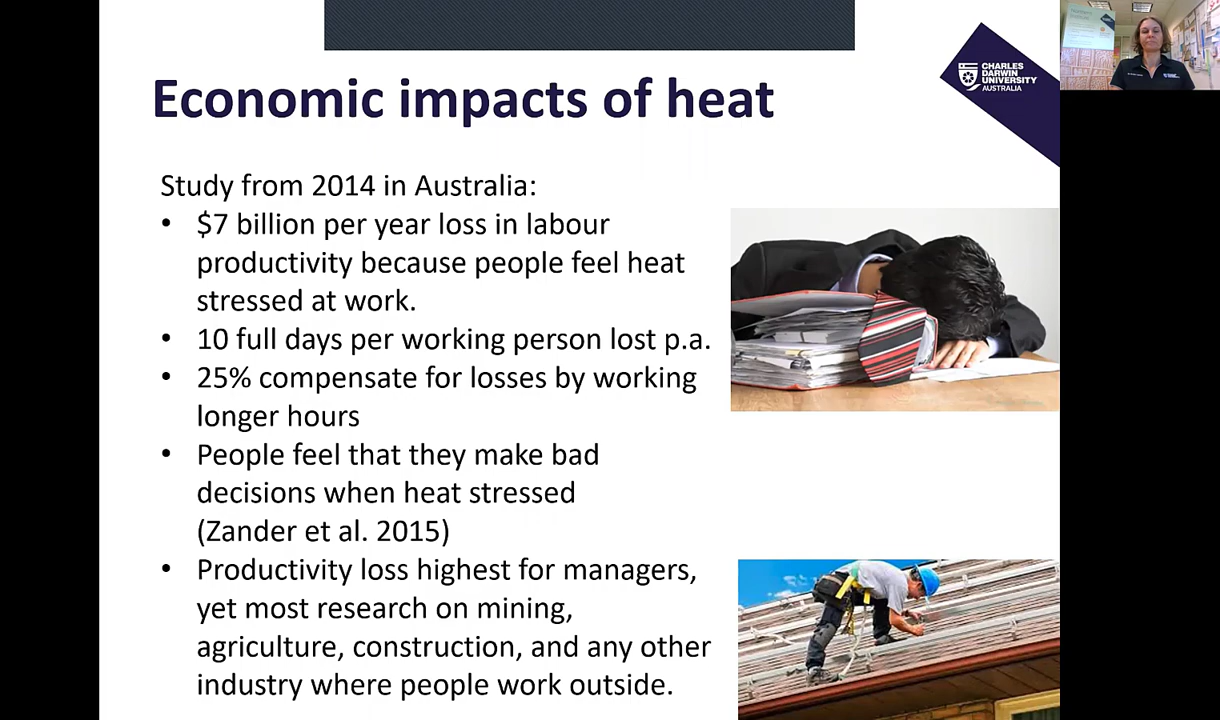 Economic impacts of heat
CHARLES
DARWIN
UNIVERSITY
AUSTRALIA
Study from 2014 in Australia:
• $7 billion per year loss in labour
productivity because people feel heat
stressed at work.
• 10 full days per working person lost p.a.
• 25% compensate for losses by working
longer hours
• People feel that they make bad
decisions when heat stressed
(Zander et al. 2015)
• Productivity loss highest for managers,
yet most research on mining,
agriculture, construction, and any other
industry where people work outside.